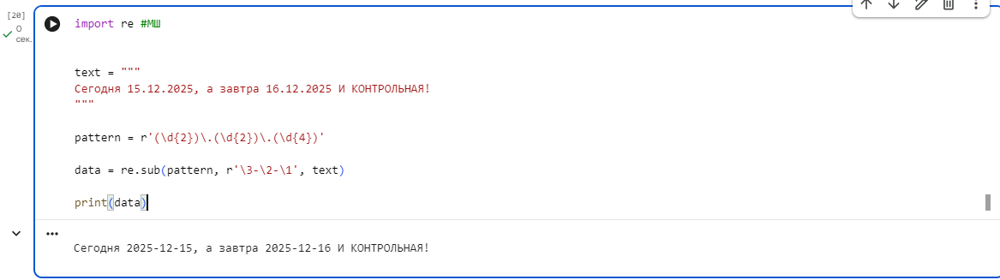 [20]
0
сек.
import re #МШ
text = """
Сегодня 15.12.2025, а завтра 16.12.2025 И КОНТРОЛЬНАЯ!
"""
pattern = r'(\d{2})\.(\d{2})\.(\d{4})'
data = re.sub(pattern, r'\3-\2-\1', text)
print(data)
Сегодня 2025-12-15, а завтра 2025-12-16 И КОНТРОЛЬНАЯ!